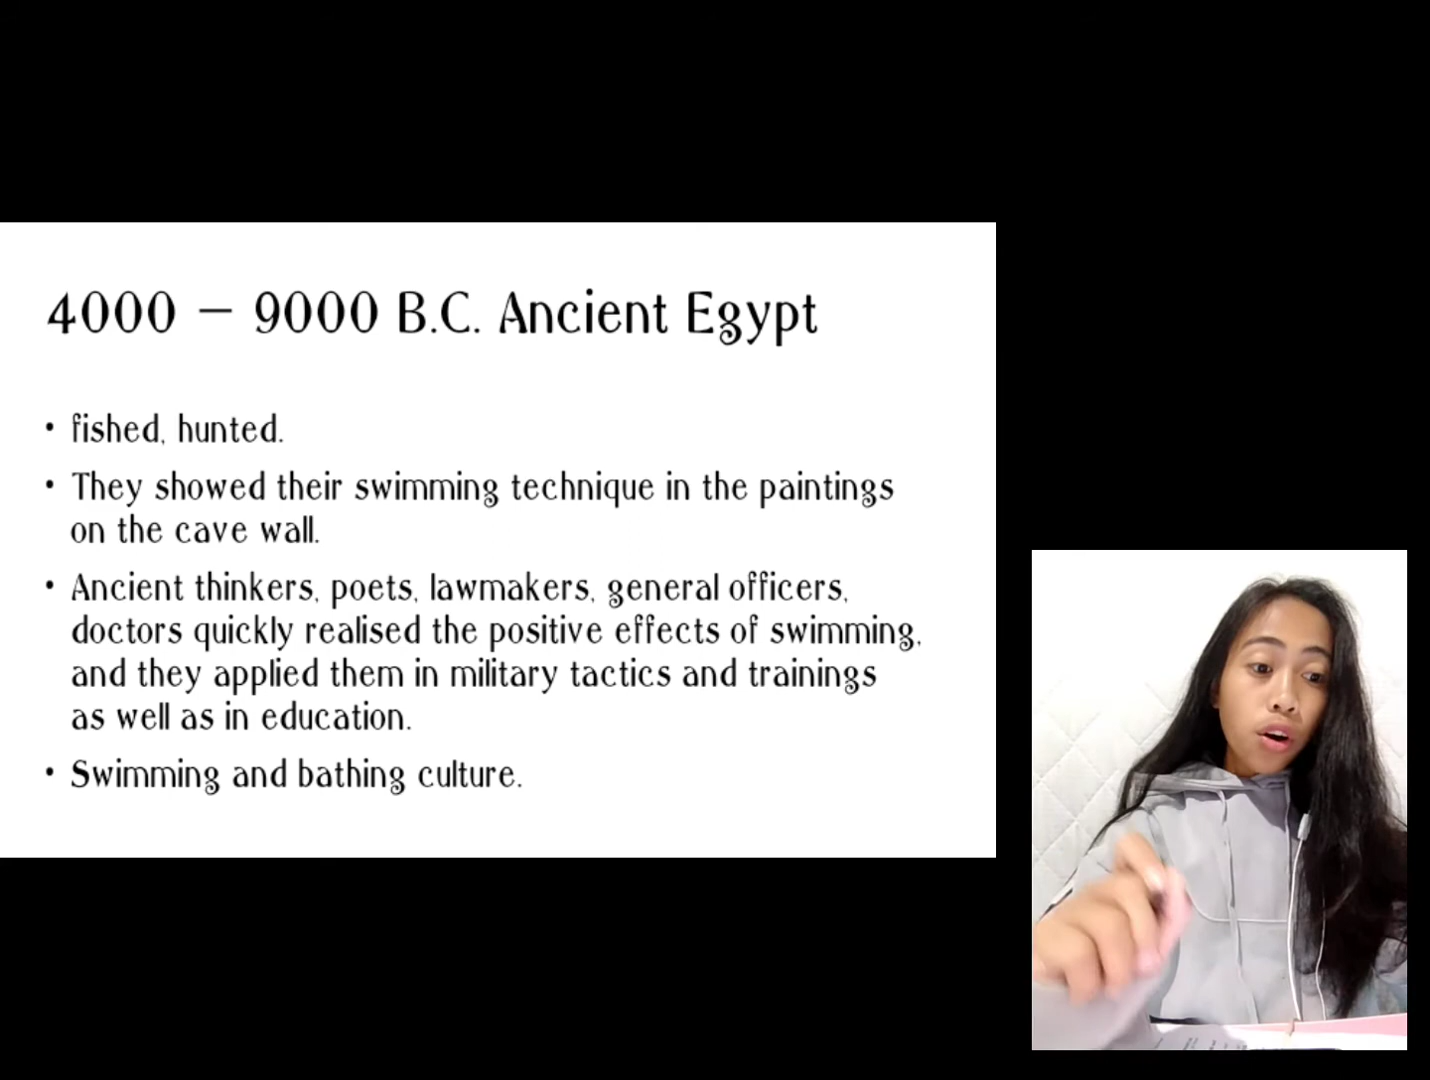 4000 – 9000 B.C. Ancient Egypt
• fished, hunted.
• They showed their swimming technique in the paintings
on the cave wall.
• Ancient thinkers, poets, lawmakers, general officers,
doctors quickly realised the positive effects of swimming,
and they applied them in military tactics and trainings
as well as in education.
• Swimming and bathing culture.